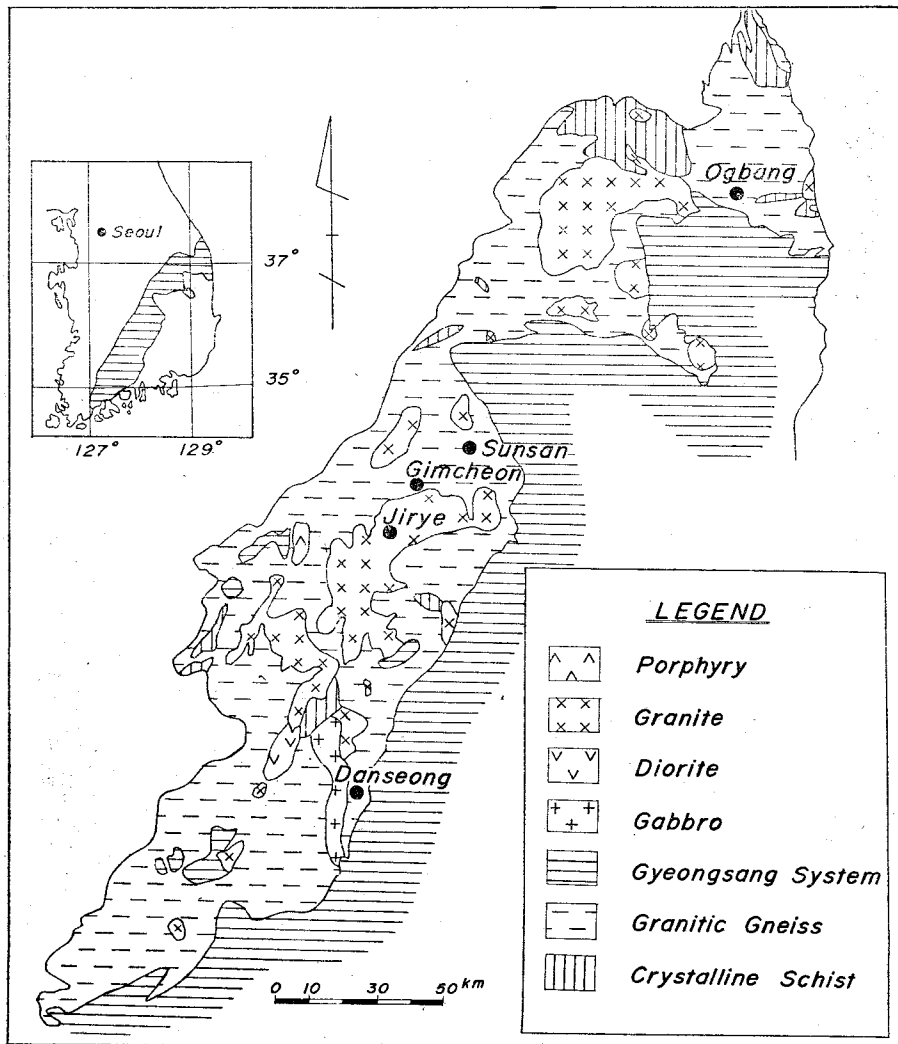 Seoul
37°
35°
127° 129°
Ogbang
Sunsan
Gimcheon
Jirye
Danseong
0 10 30 50 km
LEGEND
Porphyry
Granite
Diorite
Gabbro
Gyeongsang System
Granitic Gneiss
Crystalline Schist